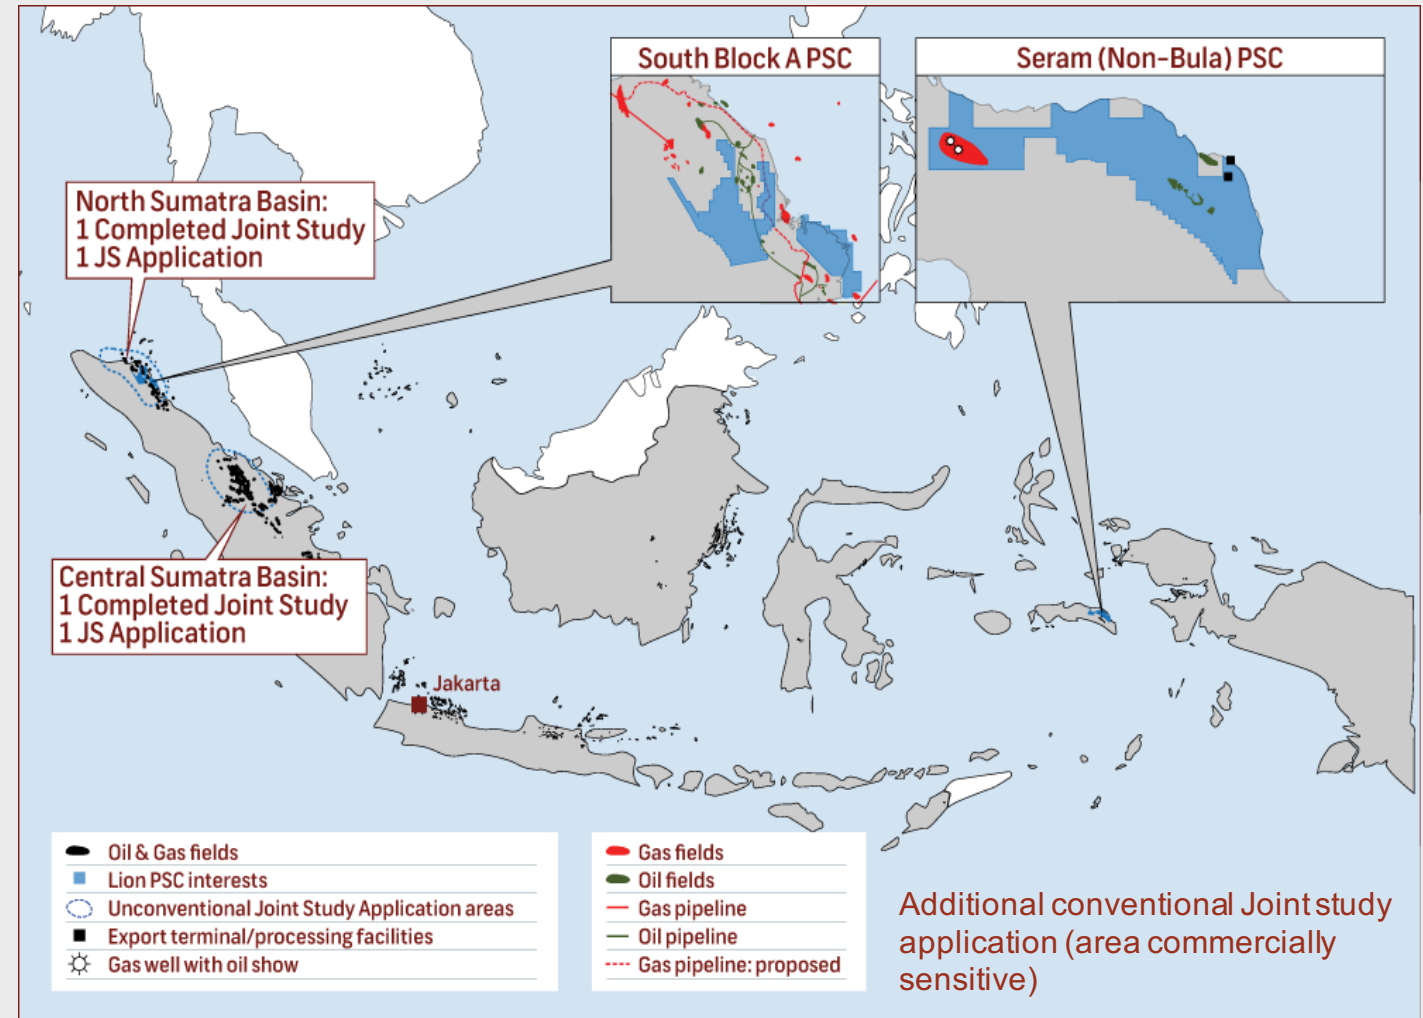 South Block A PSC
Seram (Non-Bula) PSC
North Sumatra Basin:
1 Completed Joint Study
1 JS Application
Central Sumatra Basin:
1 Completed Joint Study
1 JS Application
Jakarta
Oil & Gas fields
Lion PSC interests
Unconventional Joint Study Application areas
Export terminal/processing facilities
Gas well with oil show
Gas fields
Oil fields
Gas pipeline
Oil pipeline
Gas pipeline: proposed
Additional conventional Joint study
application (area commercially
sensitive)